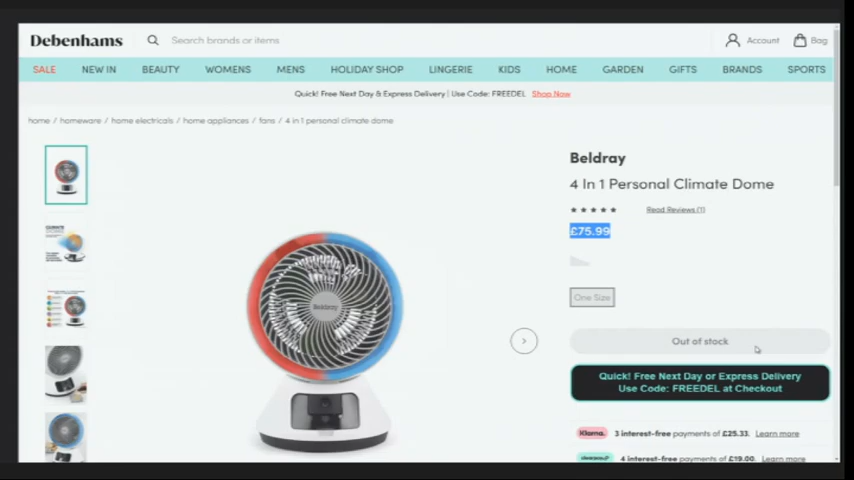 Debenhams
Search brands or items
Account
Bag
SALE NEW IN BEAUTY WOMENS MENS HOLIDAY SHOP LINGERIE KIDS HOME GARDEN GIFTS BRANDS SPORTS
Quick! Free Next Day & Express Delivery | Use Code: FREEDEL Shop Now
home / homeware / home electricals / home appliances / fans / 4 in 1 personal climate dome
Beldray
4 In 1 Personal Climate Dome
Read Reviews (1)
£75.99
One Size
Out of stock
Quick! Free Next Day or Express Delivery
Use Code: FREEDEL at Checkout
Klarna. 3 interest-free payments of £25.33. Learn more
4 interest-free payments of £19.00. Learn more
Beldray